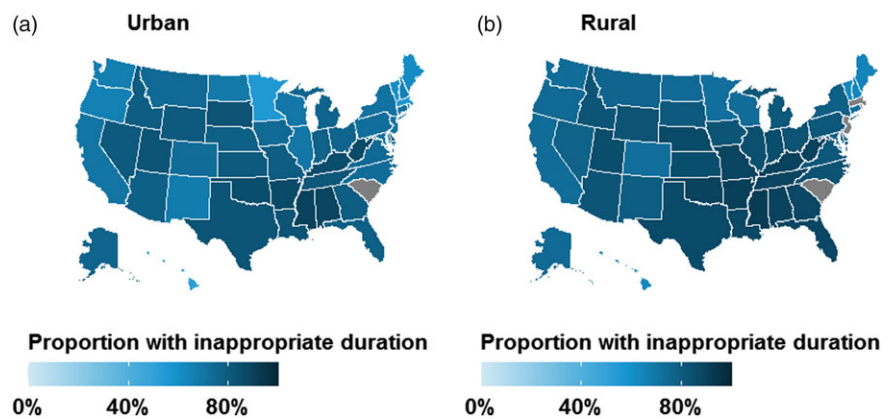 (a) Urban
(b) Rural
Proportion with inappropriate duration
0% 40% 80%
Proportion with inappropriate duration
0% 40% 80%